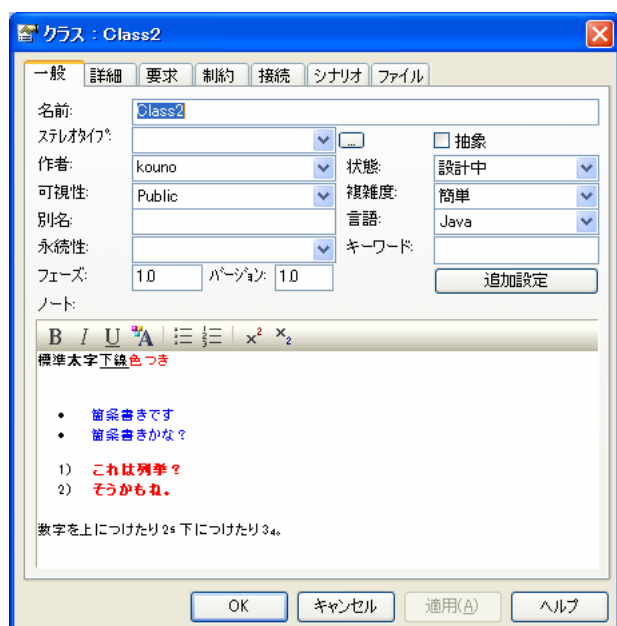 クラス : Class2
一般 詳細 要求 制約 接続 シナリオ ファイル
名前: Class2
ステレオタイプ: ... 抽象
作者: kouno 状態: 設計中
可視性: Public 複雑度: 簡単
別名: 言語: Java
永続性: キーワード:
フェーズ: 1.0 バージョン: 1.0 追加設定
ノート:
B I U A x² x₂
標準太字下線色つき
• 箇条書きです
• 箇条書きかな？
1) これは列挙？
2) そうかもね。
数字を上につけたり2⁵下につけたり3₄。
OK キャンセル 適用(A) ヘルプ